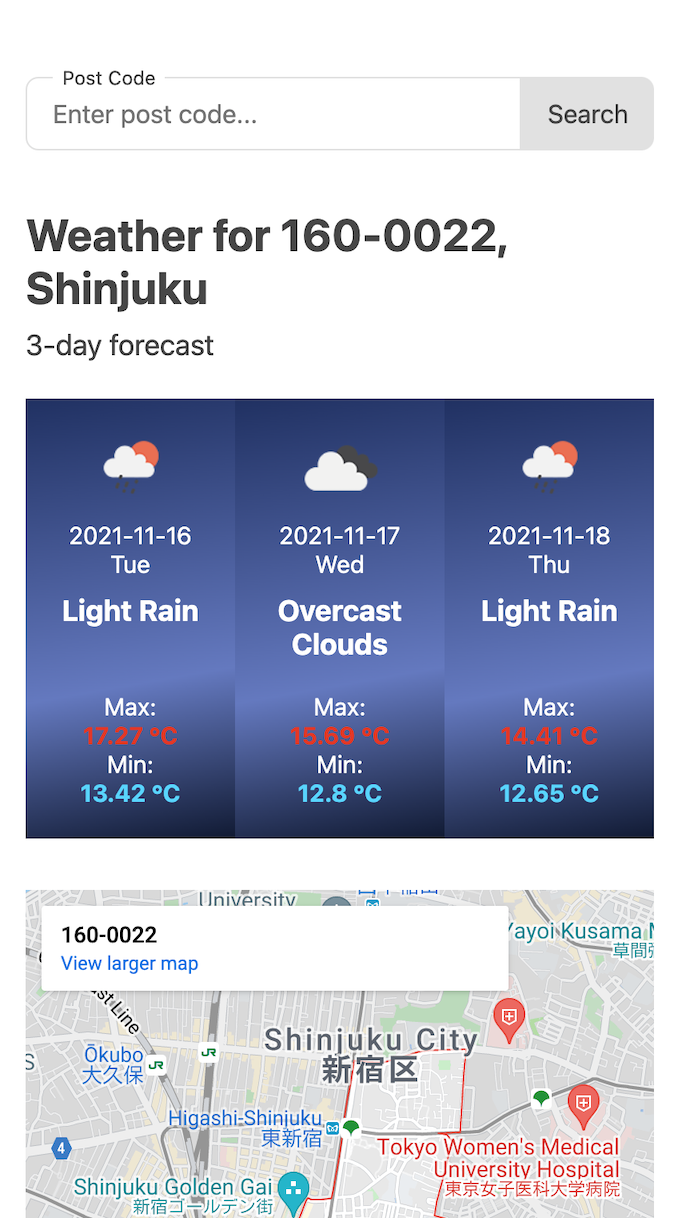 Post Code
Enter post code...
Search
Weather for 160-0022,
Shinjuku
3-day forecast
2021-11-16
Tue
Light Rain
Max:
17.27 °C
Min:
13.42 °C
2021-11-17
Wed
Overcast
Clouds
Max:
15.69 °C
Min:
12.8 °C
2021-11-18
Thu
Light Rain
Max:
14.41 °C
Min:
12.65 °C
University
160-0022
View larger map
Yayoi Kusama
草間
Line
Shinjuku City
新宿区
Ōkubo
大久保
JR
JR
S
Higashi-Shinjuku
東新宿
4
Tokyo Women's Medical
University Hospital
東京女子医科大学病院
Shinjuku Golden Gai
新宿ゴールデン街